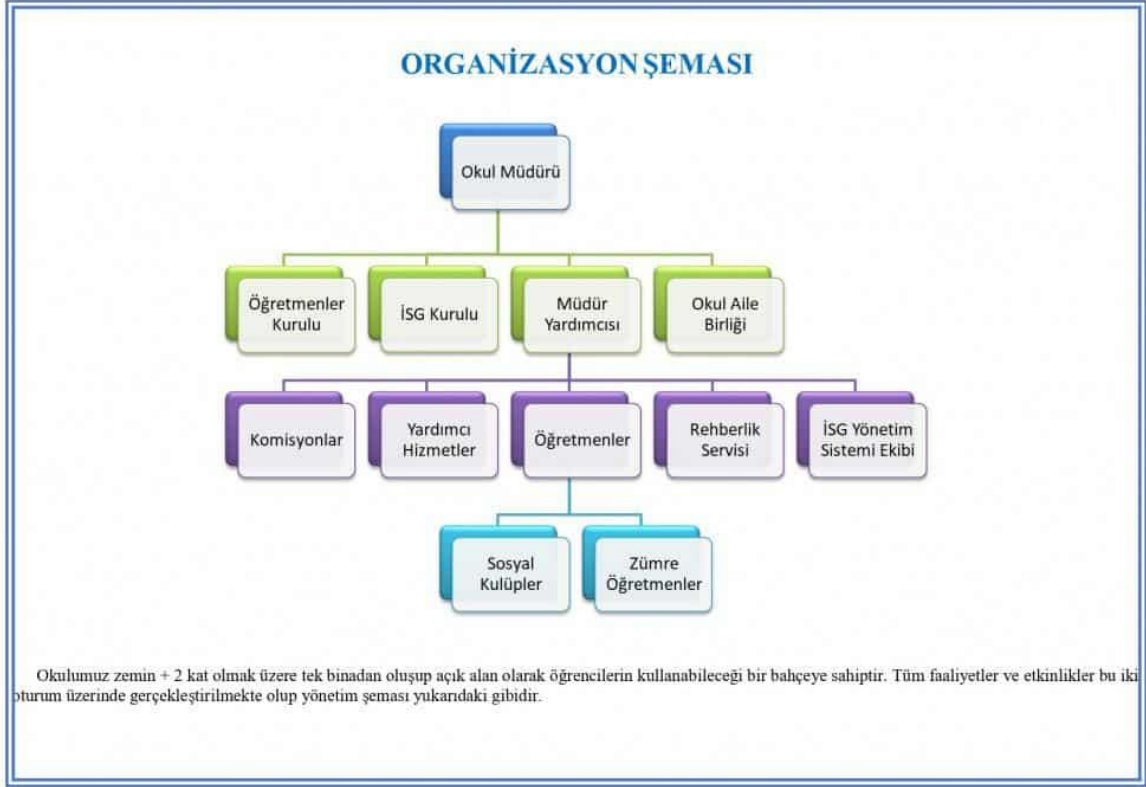 ORGANİZASYON ŞEMASI
Okul Müdürü
Öğretmenler
Kurulu
İSG Kurulu
Müdür
Yardımcısı
Okul Aile
Birliği
Komisyonlar
Yardımcı
Hizmetler
Öğretmenler
Rehberlik
Servisi
İSG Yönetim
Sistemi Ekibi
Sosyal
Kulüpler
Zümre
Öğretmenler
Okulumuz zemin + 2 kat olmak üzere tek binadan oluşup açık alan olarak öğrencilerin kullanabileceği bir bahçeye sahiptir. Tüm faaliyetler ve etkinlikler bu iki
oturum üzerinde gerçekleştirilmekte olup yönetim şeması yukarıdaki gibidir.